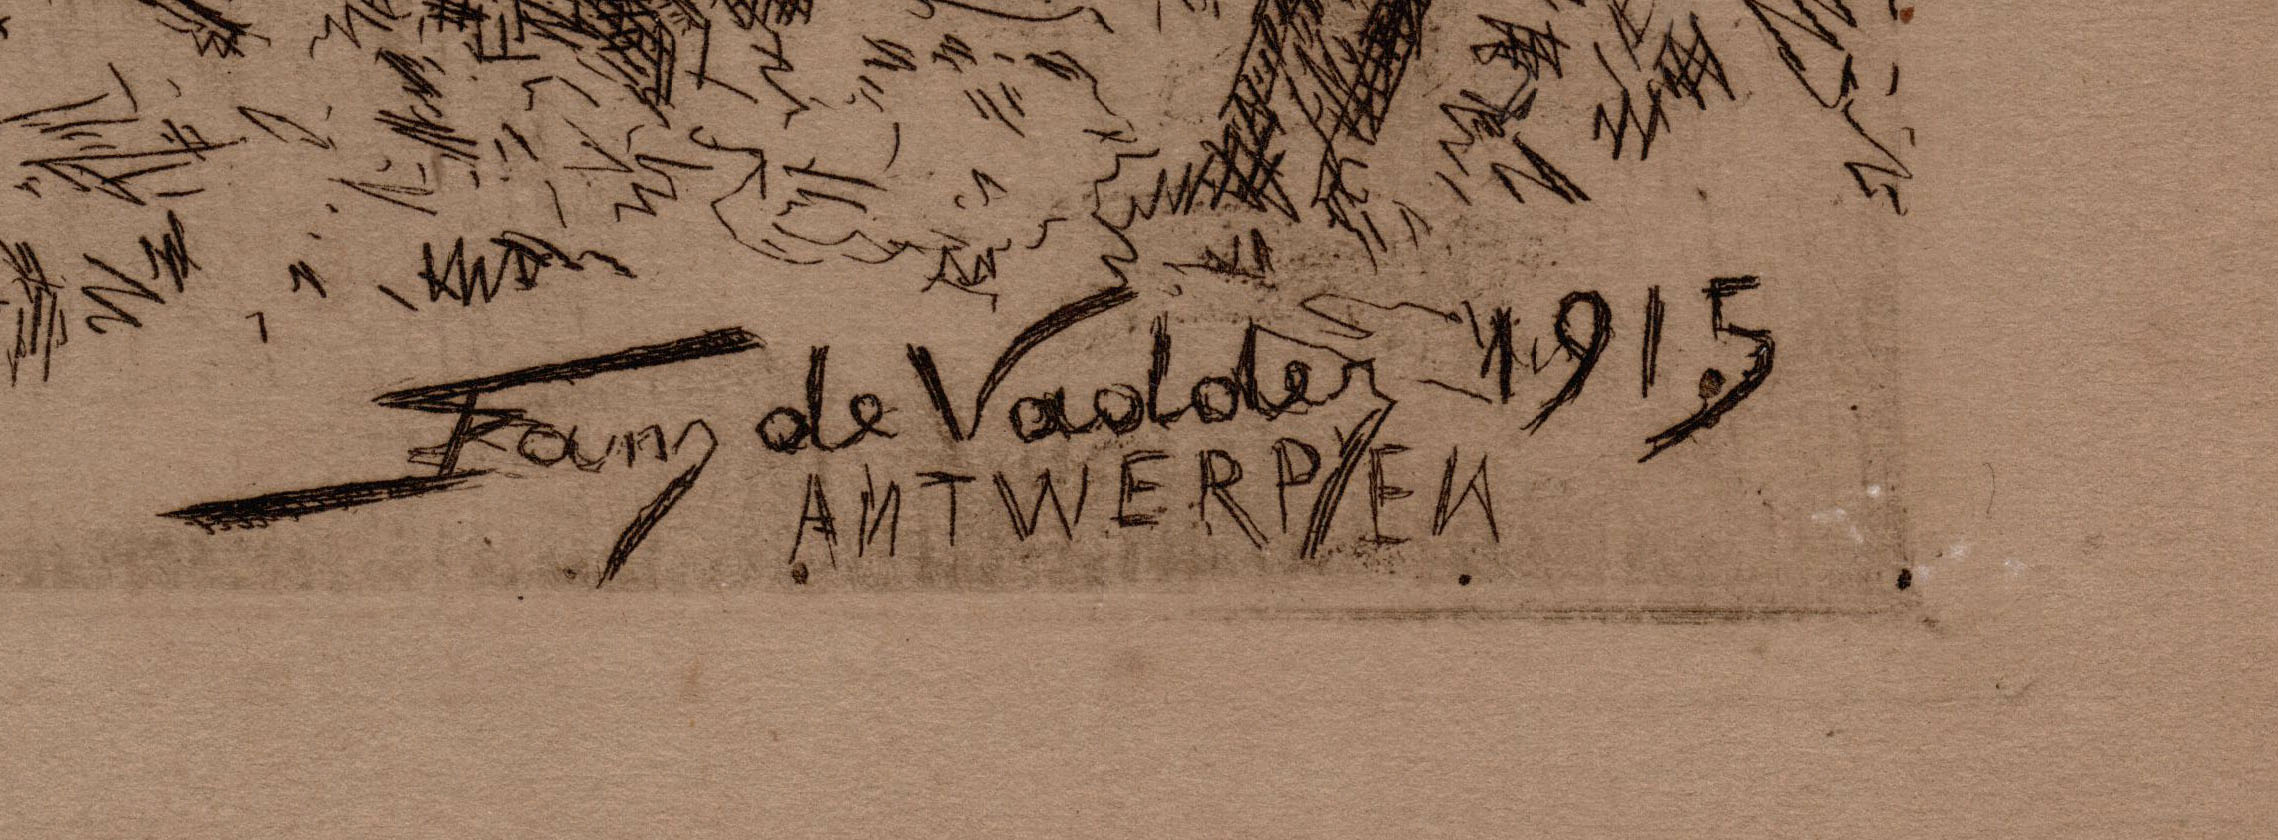 Frans de Vadder 1915
ANTWERPEN